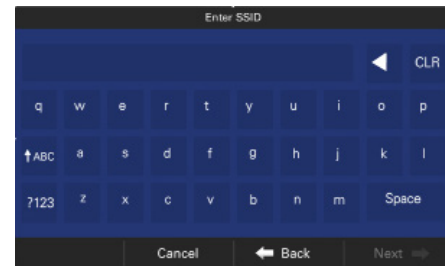 Enter SSID
CLR
q w e r t y u i o p
ABC a s d f g h j k l
?123 z x c v b n m Space
Cancel Back Next